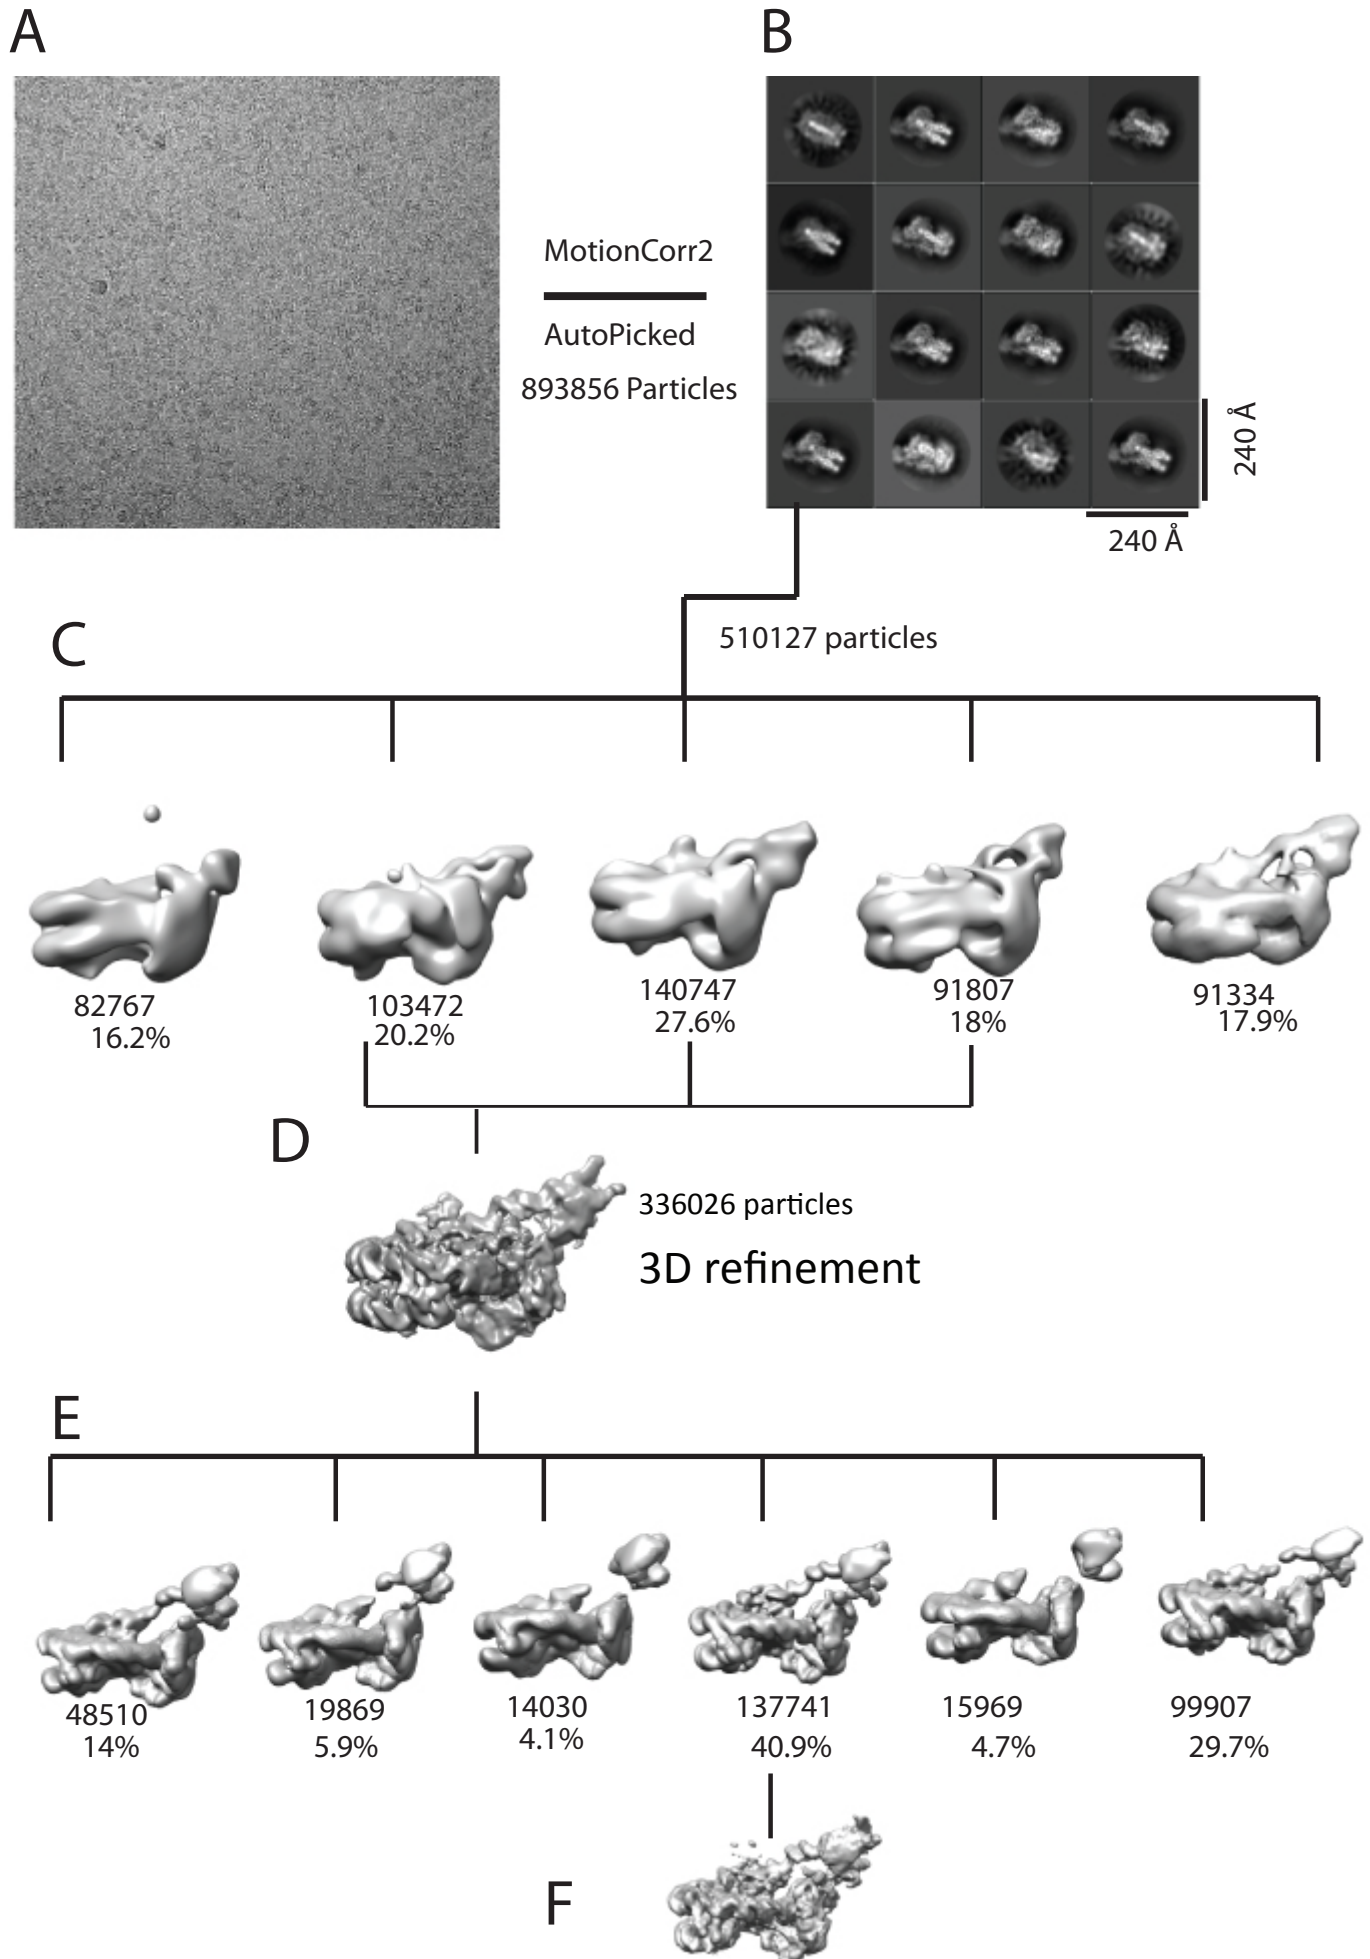 A
B
MotionCorr2
AutoPicked
893856 Particles
240 Å
240 Å
C
510127 particles
82767
16.2%
103472
20.2%
140747
27.6%
91807
18%
91334
17.9%
D
336026 particles
3D refinement
E
48510
14%
19869
5.9%
14030
4.1%
137741
40.9%
15969
4.7%
99907
29.7%
F